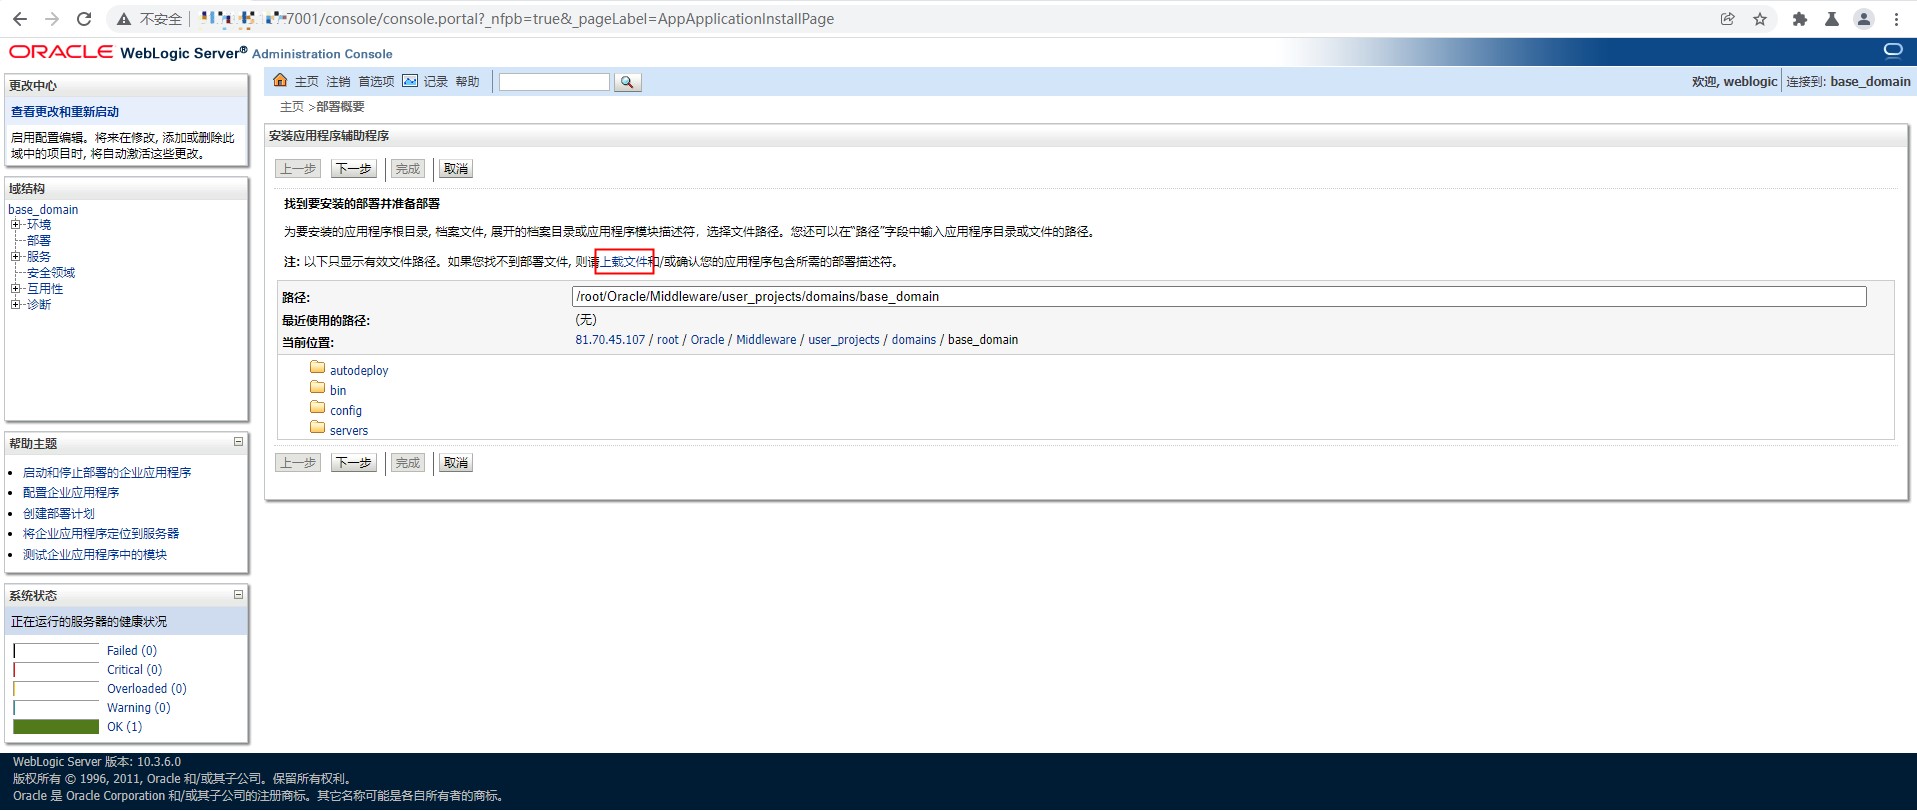 不安全
7001/console/console.portal?_nfpb=true&_pageLabel=AppApplicationInstallPage
ORACLE WebLogic Server® Administration Console
更改中心
查看更改和重新启动
启用配置编辑。将来在修改, 添加或删除此
域中的项目时, 将自动激活这些更改。
域结构
base_domain
环境
部署
服务
安全领域
互用性
诊断
帮助主题
启动和停止部署的企业应用程序
配置企业应用程序
创建部署计划
将企业应用程序定位到服务器
测试企业应用程序中的模块
系统状态
正在运行的服务器的健康状况
Failed (0)
Critical (0)
Overloaded (0)
Warning (0)
OK (1)
主页 注销 首选项 记录 帮助
欢迎, weblogic 连接到: base_domain
主页 >部署概要
安装应用程序辅助程序
上一步 下一步 完成 取消
找到要安装的部署并准备部署
为要安装的应用程序根目录, 档案文件, 展开的档案目录或应用程序模块描述符，选择文件路径。您还可以在“路径”字段中输入应用程序目录或文件的路径。
注: 以下只显示有效文件路径。如果您找不到部署文件, 则请上载文件和/或确认您的应用程序包含所需的部署描述符。
路径: /root/Oracle/Middleware/user_projects/domains/base_domain
最近使用的路径: (无)
当前位置: 81.70.45.107 / root / Oracle / Middleware / user_projects / domains / base_domain
autodeploy
bin
config
servers
上一步 下一步 完成 取消
WebLogic Server 版本: 10.3.6.0
版权所有 © 1996, 2011, Oracle 和/或其子公司。保留所有权利。
Oracle 是 Oracle Corporation 和/或其子公司的注册商标。其它名称可能是各自所有者的商标。